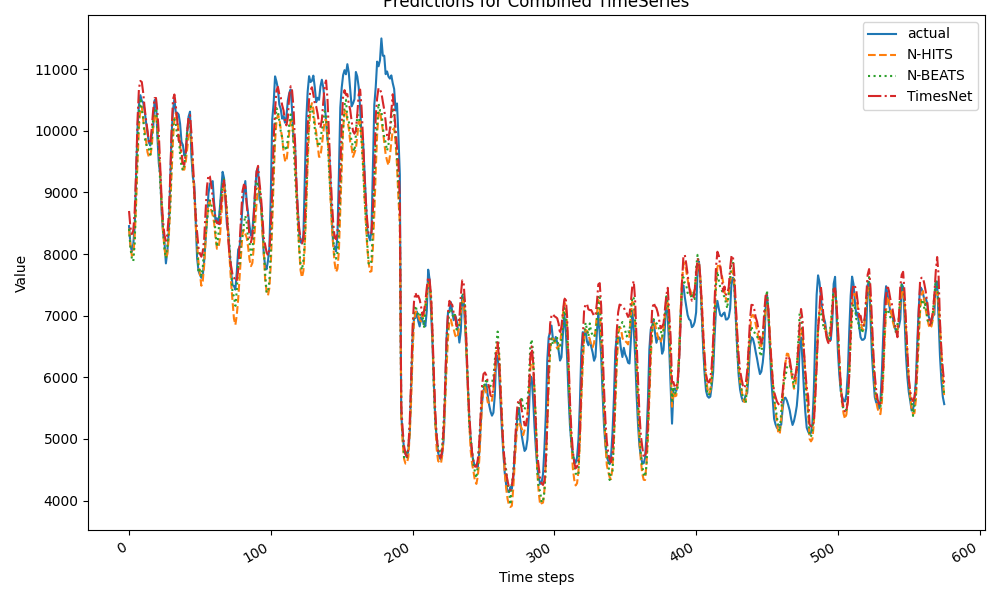 Predictions for Combined TimeSeries
actual
N-HITS
N-BEATS
TimesNet
11000
10000
9000
8000
7000
6000
5000
4000
Value
0
100
200
300
400
500
600
Time steps